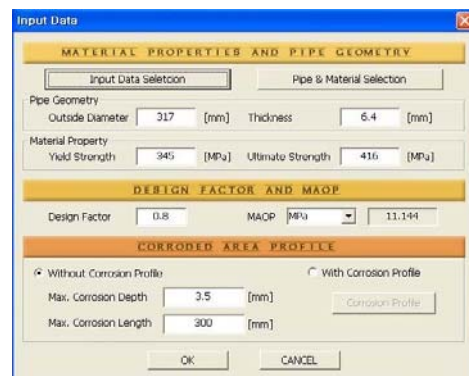 Input Data
MATERIAL PROPERTIES AND PIPE GEOMETRY
Input Data Seletcion Pipe & Material Selection
Pipe Geometry
Outside Diameter 317 [mm] Thickness 6.4 [mm]
Material Property
Yield Strength 345 [MPa] Ultimate Strength 416 [MPa]
DESIGN FACTOR AND MAOP
Design Factor 0.8 MAOP MPa 11.144
CORRODED AREA PROFILE
Without Corrosion Profile With Corrosion Profile
Max. Corrosion Depth 3.5 [mm] Corrosion Profile
Max. Corrosion Length 300 [mm]
OK CANCEL